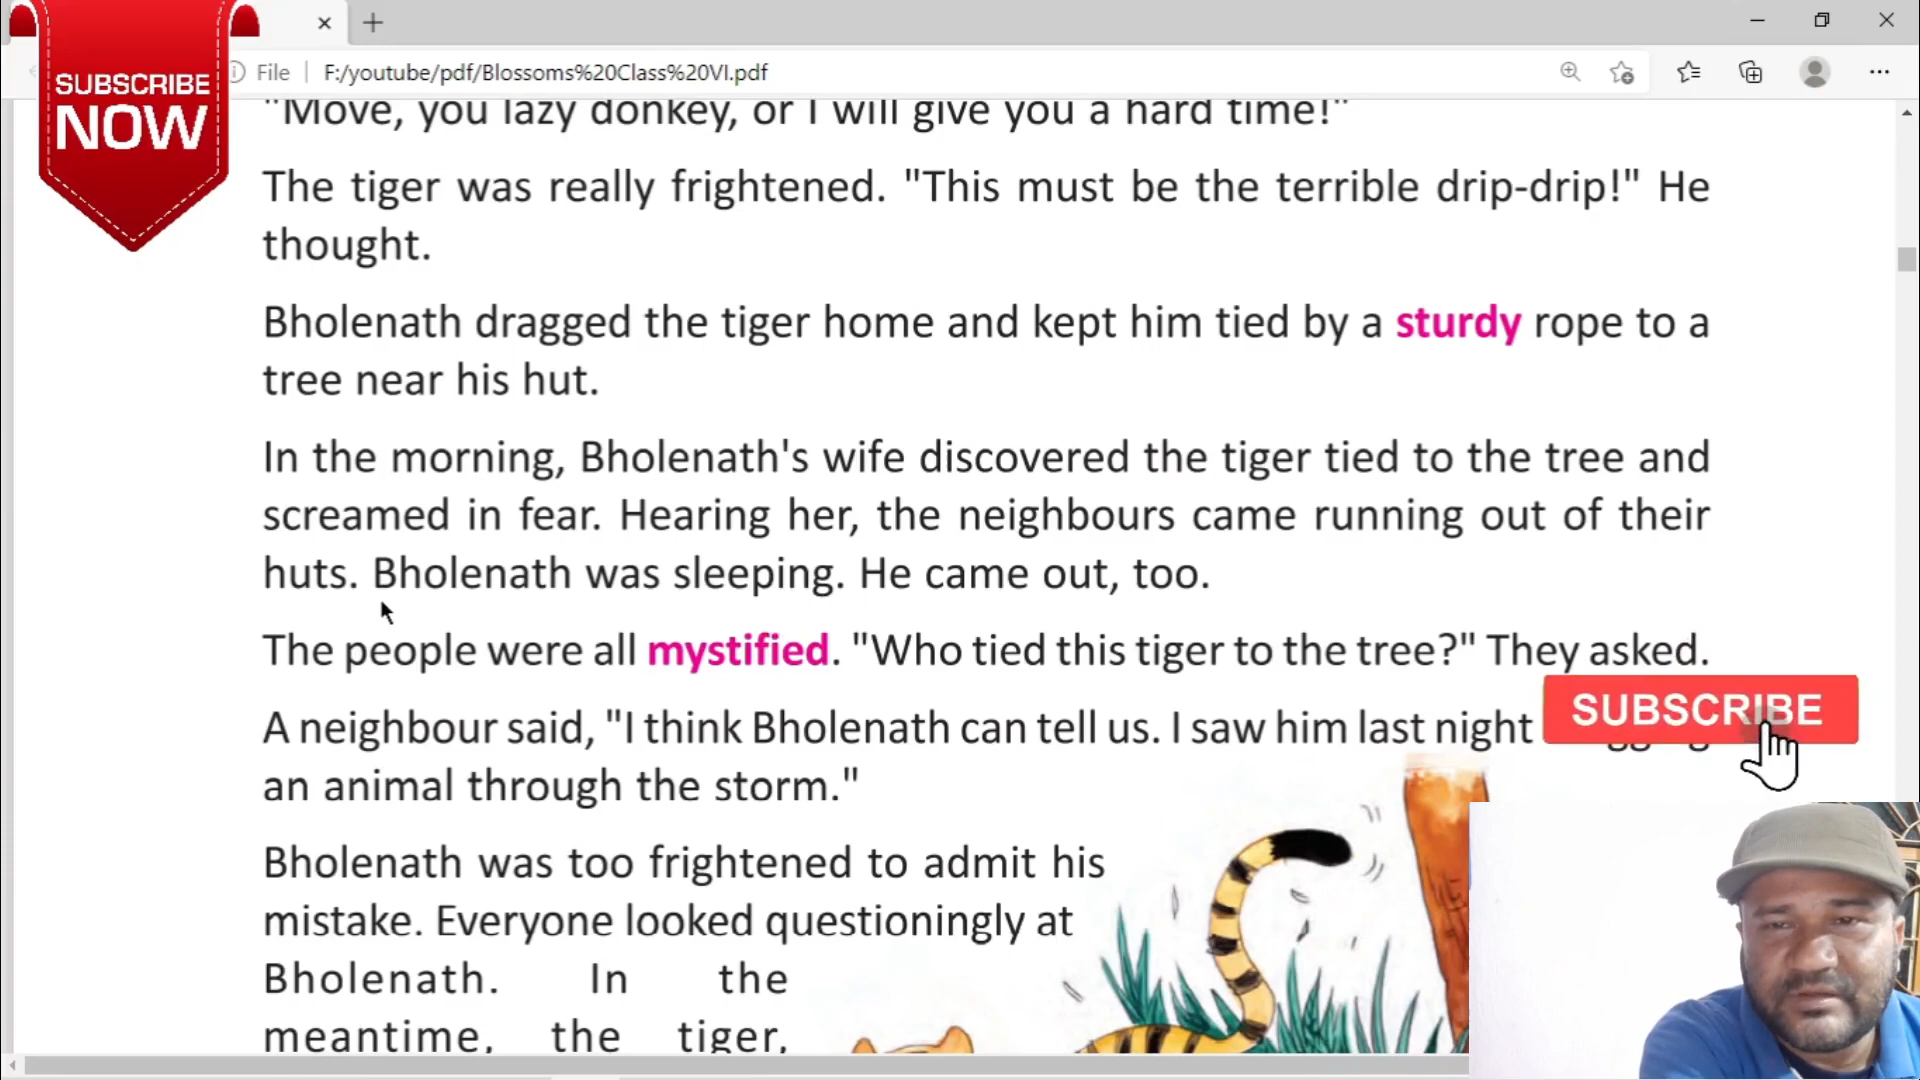 SUBSCRIBE
NOW
File
F:/youtube/pdf/Blossoms%20Class%20VI.pdf
"Move, you lazy donkey, or I will give you a hard time!"
The tiger was really frightened. "This must be the terrible drip-drip!" He
thought.
Bholenath dragged the tiger home and kept him tied by a sturdy rope to a
tree near his hut.
In the morning, Bholenath's wife discovered the tiger tied to the tree and
screamed in fear. Hearing her, the neighbours came running out of their
huts. Bholenath was sleeping. He came out, too.
The people were all mystified. "Who tied this tiger to the tree?" They asked.
A neighbour said, "I think Bholenath can tell us. I saw him last night
SUBSCRIBE
an animal through the storm."
Bholenath was too frightened to admit his
mistake. Everyone looked questioningly at
Bholenath. In the
meantime, the tiger,